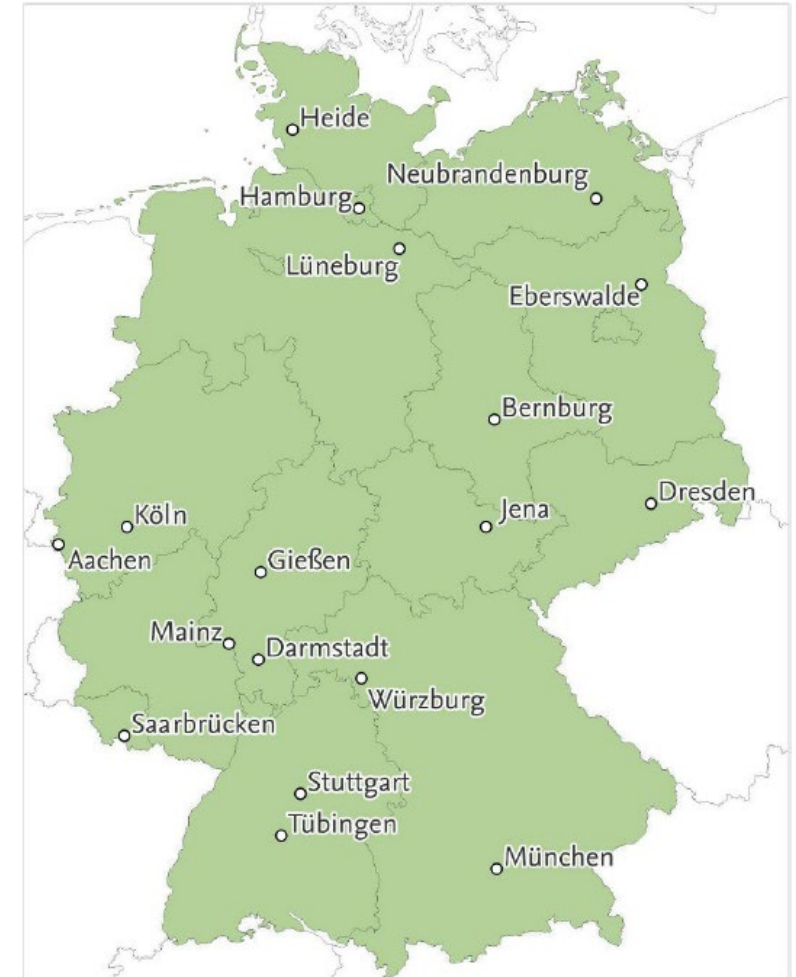 Heide
Neubrandenburg
Hamburg
Lüneburg
Eberswalde
Bernburg
Dresden
Köln
Jena
Aachen
Gießen
Mainz
Darmstadt
Würzburg
Saarbrücken
Stuttgart
Tübingen
München